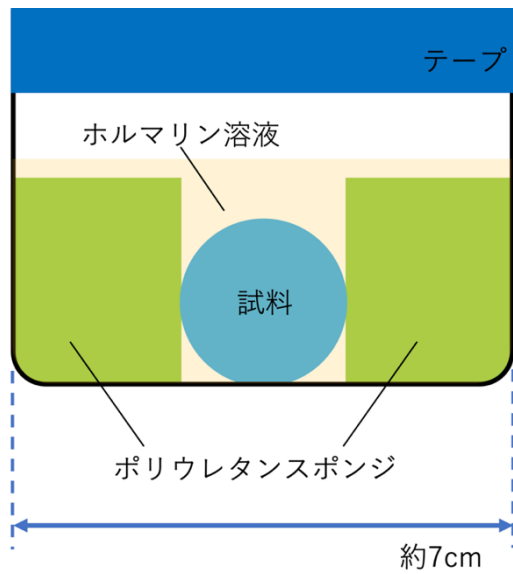 テープ
ホルマリン溶液
試料
ポリウレタンスポンジ
約7cm